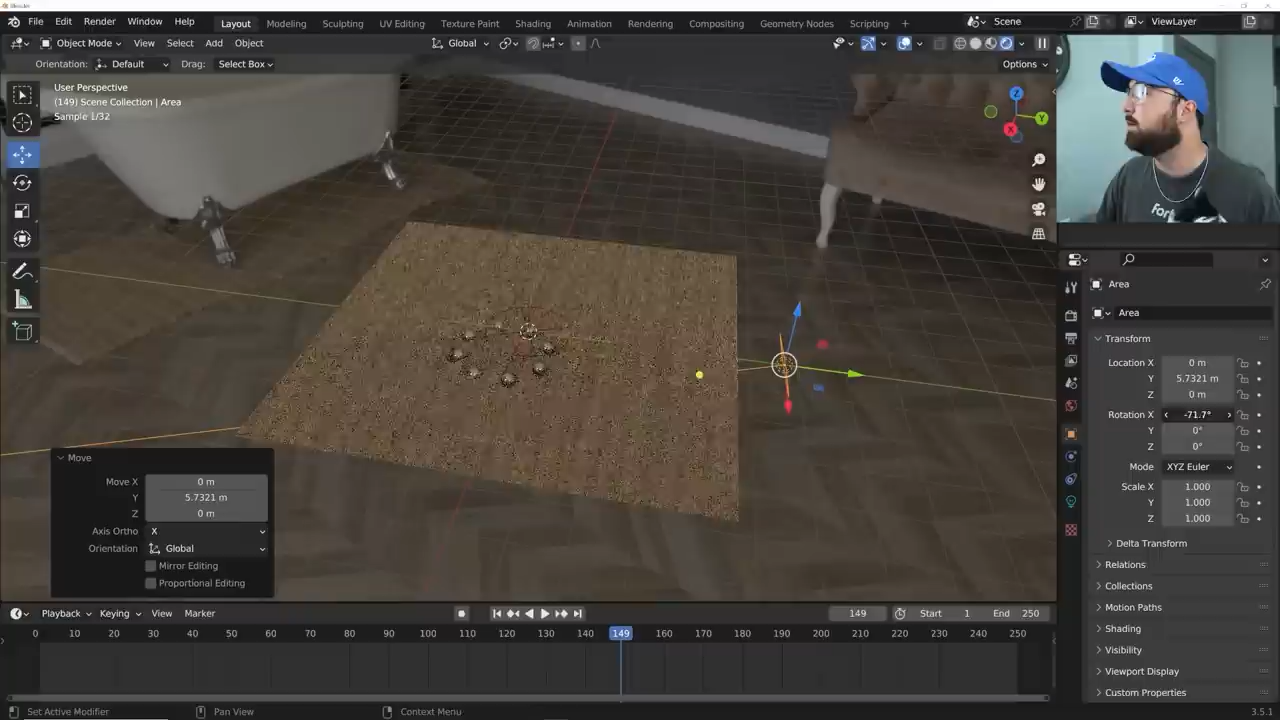 File Edit Render Window Help Layout Modeling Sculpting UV Editing Texture Paint Shading Animation Rendering Compositing Geometry Nodes Scripting + Scene ViewLayer
Object Mode View Select Add Object Global Options
Orientation: Default Drag: Select Box
User Perspective
(149) Scene Collection | Area
Sample 1/32
Z
Y
X
Area
Area
Transform
Location X 0 m
Y 5.7321 m
Z 0 m
Rotation X -71.7°
Y 0°
Z 0°
Mode XYZ Euler
Scale X 1.000
Y 1.000
Z 1.000
Delta Transform
Relations
Collections
Motion Paths
Shading
Visibility
Viewport Display
Custom Properties
Move
Move X 0 m
Y 5.7321 m
Z 0 m
Axis Ortho X
Orientation Global
Mirror Editing
Proportional Editing
Playback Keying View Marker 149 Start 1 End 250
0 10 20 30 40 50 60 70 80 90 100 110 120 130 140 149 160 170 180 190 200 210 220 230 240 250
Set Active Modifier Pan View Context Menu 3.5.1